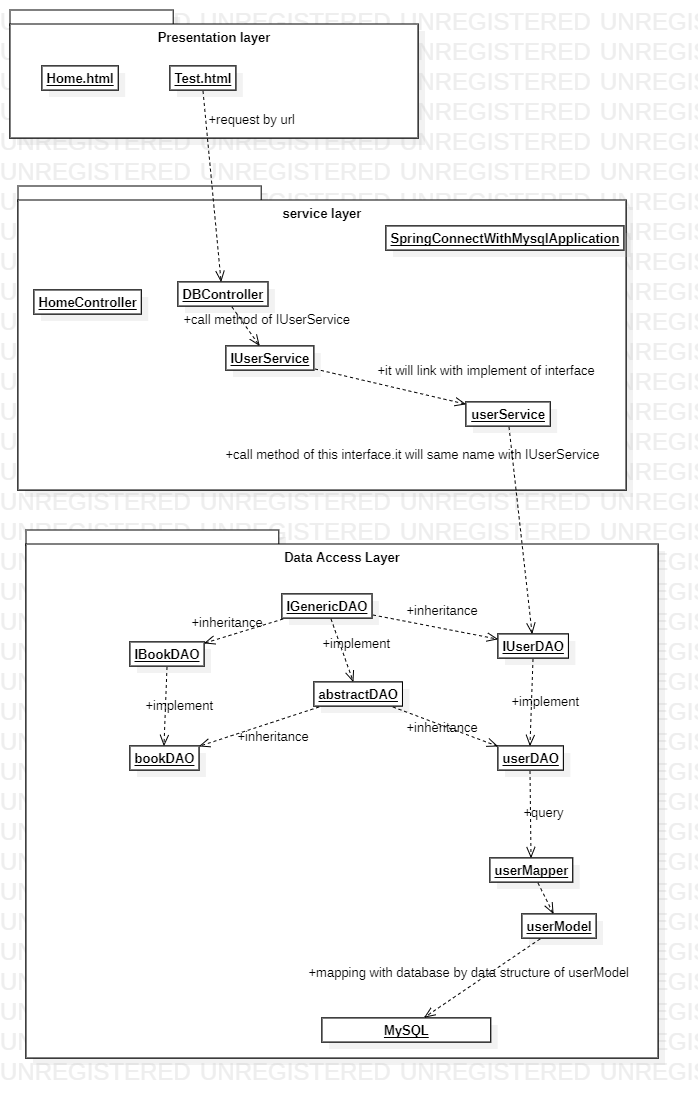 Presentation layer
Home.html
Test.html
+request by url
service layer
SpringConnectWithMysqlApplication
HomeController
DBController
+call method of IUserService
IUserService
+it will link with implement of interface
userService
+call method of this interface.it will same name with IUserService
Data Access Layer
IGenericDAO
+inheritance
+inheritance
IBookDAO
+implement
IUserDAO
abstractDAO
+implement
+implement
+inheritance
+inheritance
bookDAO
userDAO
+query
userMapper
userModel
+mapping with database by data structure of userModel
MySQL
UNREGISTERED UNREGISTERED UNREGISTERED UNREGISTERED